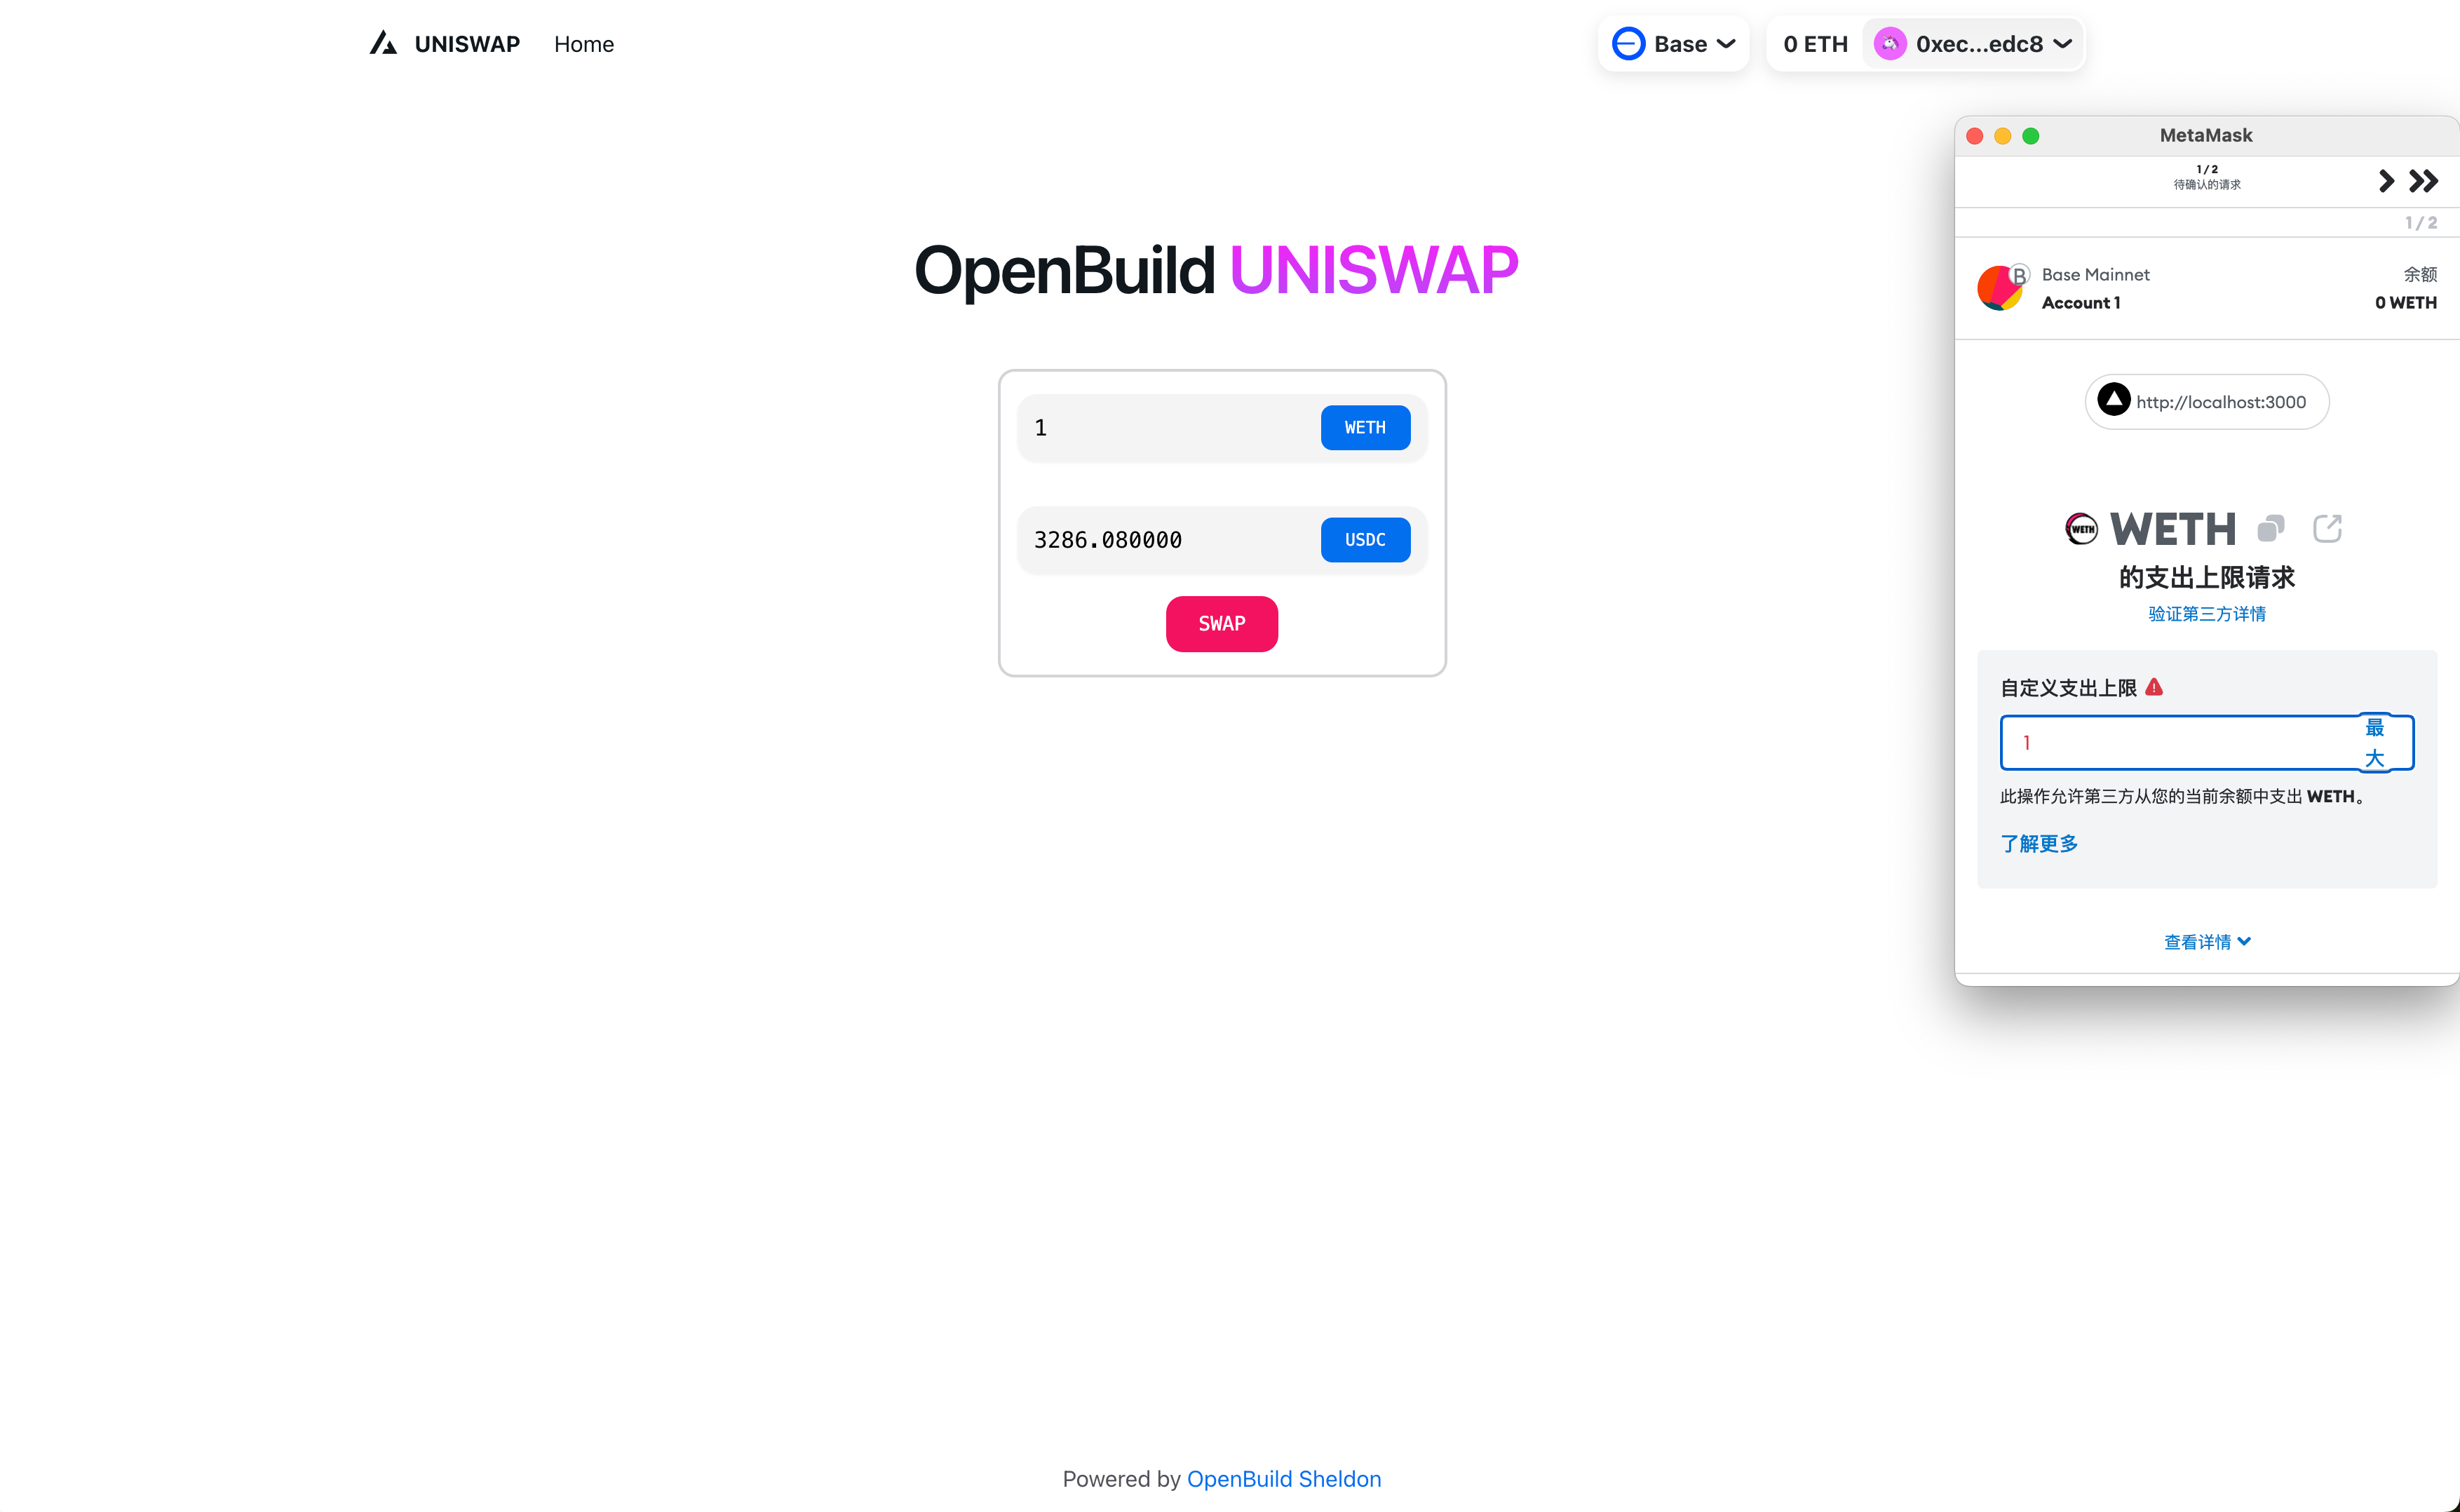 UNISWAP Home
Base
0 ETH
0xec...edc8
OpenBuild UNISWAP
1
WETH
3286.080000
USDC
SWAP
Powered by OpenBuild Sheldon
MetaMask
1 / 2
待确认的请求
1 / 2
B
Base Mainnet
余额
Account 1
0 WETH
http://localhost:3000
WETH
WETH
的支出上限请求
验证第三方详情
自定义支出上限
1
最
大
此操作允许第三方从您的当前余额中支出 WETH。
了解更多
查看详情